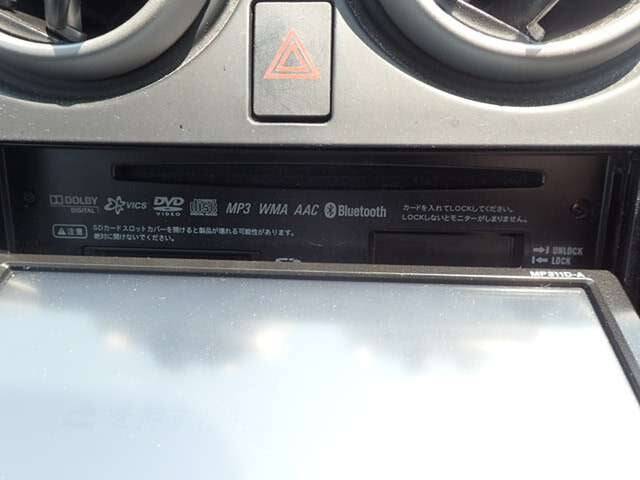 DOLBY DIGITAL VICS DVD VIDEO COMPACT disc MP3 WMA AAC Bluetooth
カードを入れてLOCKしてください。
LOCKしないとモニターがしまりません。
⚠注意 SDカードスロットカバーを開けると製品が壊れる可能性があります。
絶対に開けないでください。
UNLOCK
LOCK
MP311D-A